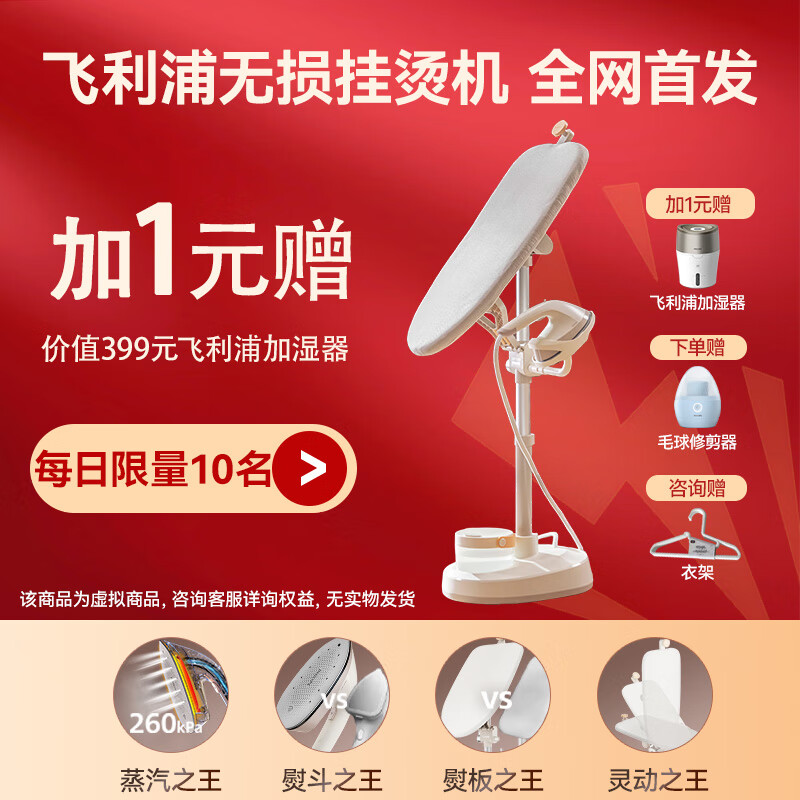 飞利浦无损挂烫机 全网首发
加1元赠
价值399元飞利浦加湿器
每日限量10名 >
该商品为虚拟商品, 咨询客服详询权益, 无实物发货
加1元赠
飞利浦加湿器
下单赠
毛球修剪器
咨询赠
衣架
260kPa
蒸汽之王
VS
熨斗之王
VS
熨板之王
灵动之王